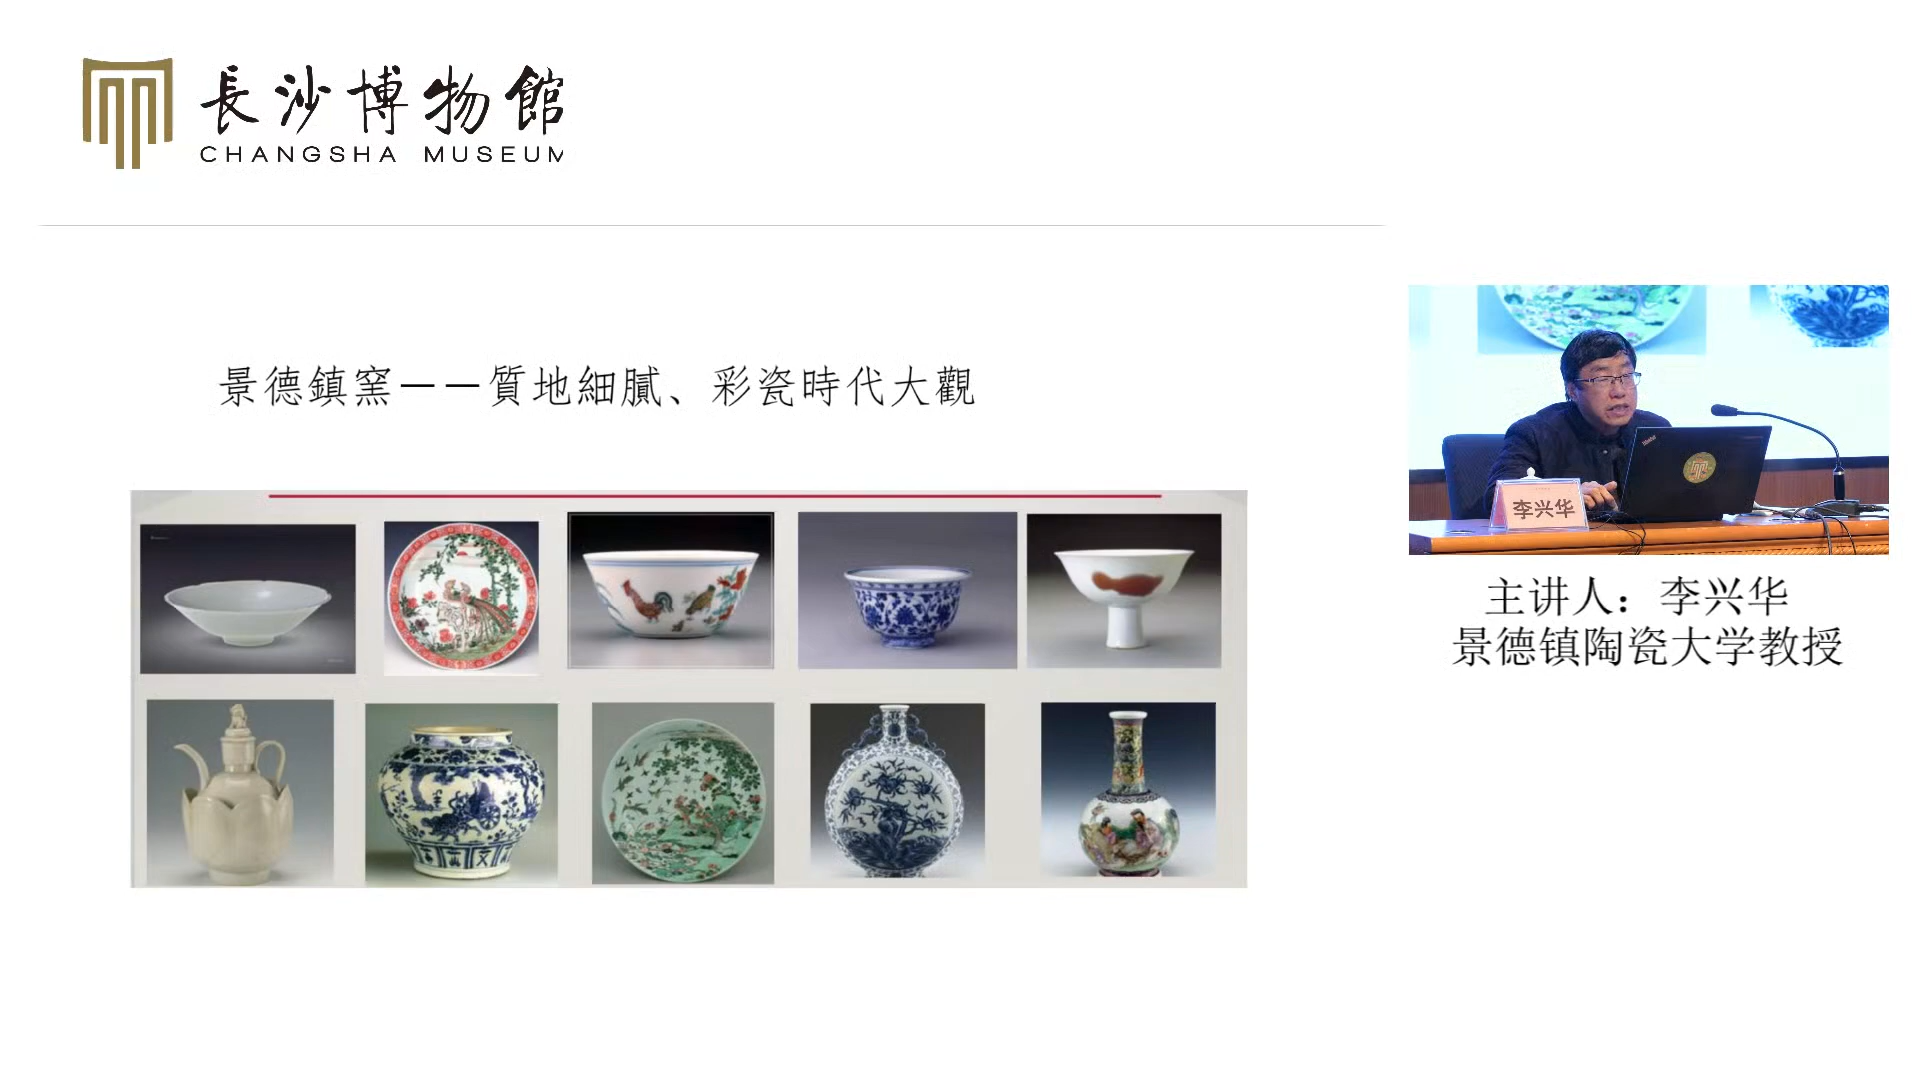 長沙博物館
CHANGSHA MUSEUM
景德鎮窯——質地細膩、彩瓷時代大觀
李兴华
主讲人：李兴华
景德镇陶瓷大学教授